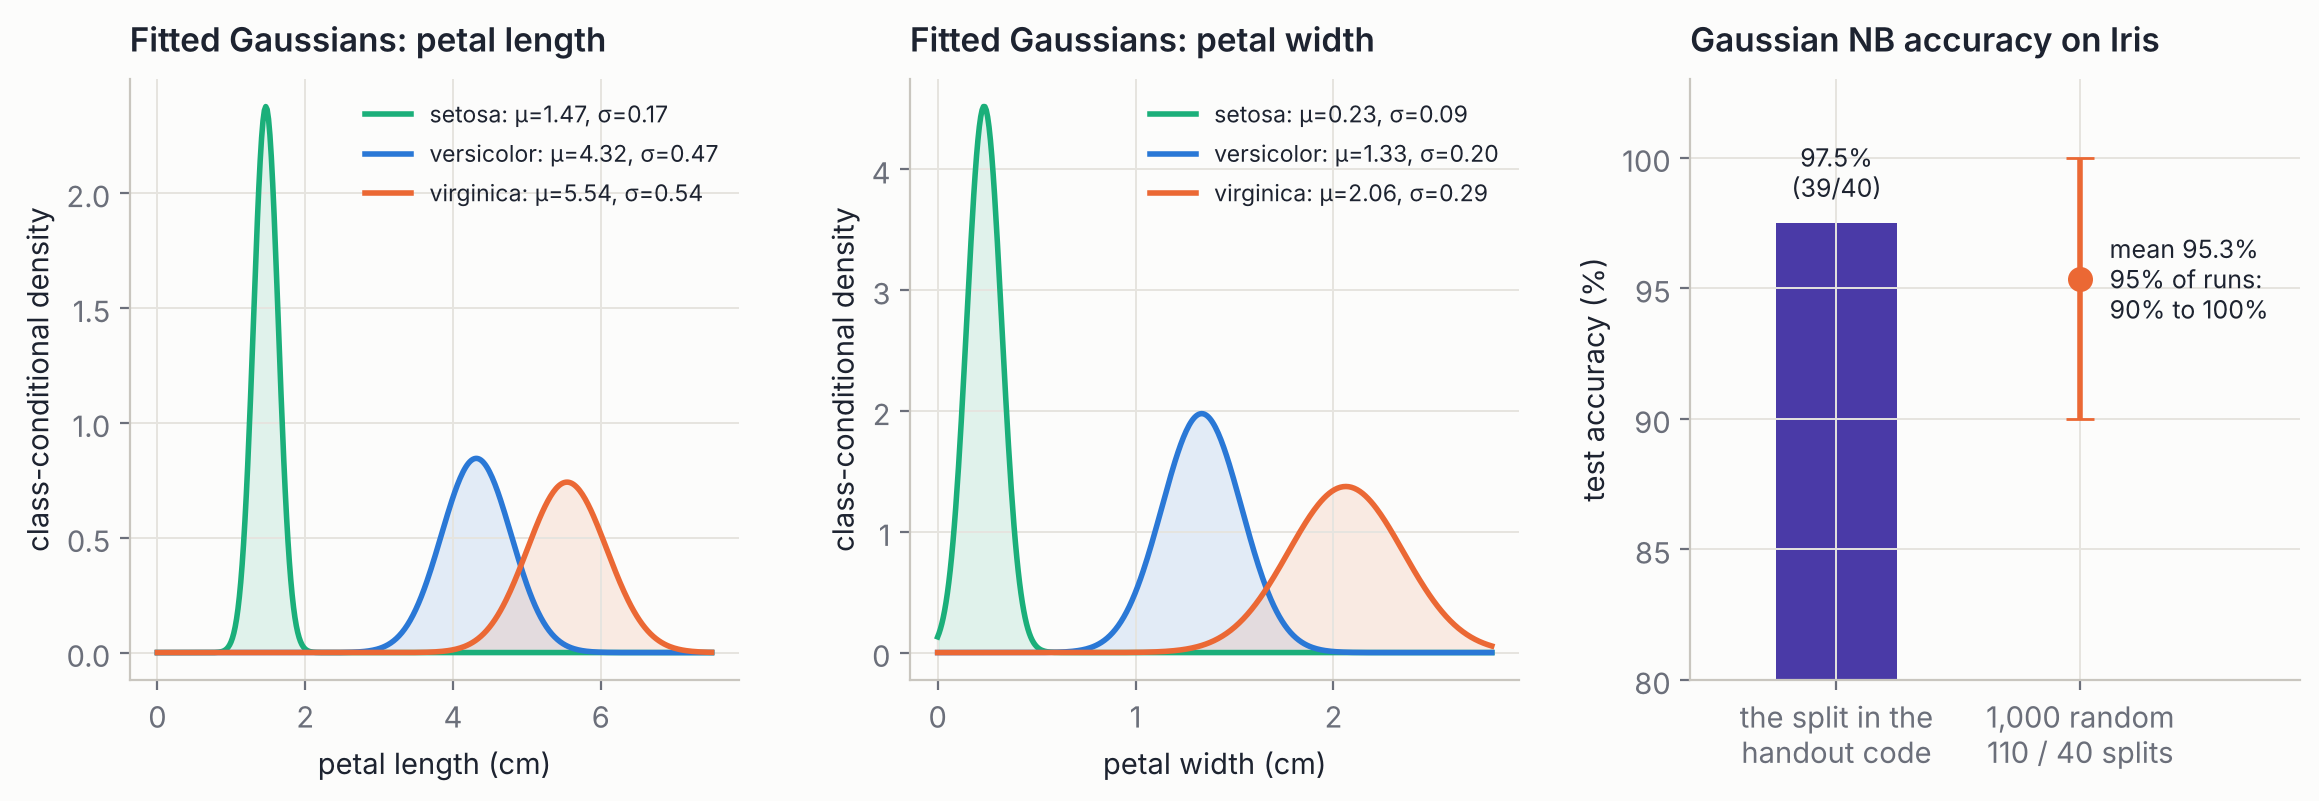 Fitted Gaussians: petal length
class-conditional density
2.0
1.5
1.0
0.5
0.0
setosa: μ=1.47, σ=0.17
versicolor: μ=4.32, σ=0.47
virginica: μ=5.54, σ=0.54
0 2 4 6
petal length (cm)
Fitted Gaussians: petal width
class-conditional density
4
3
2
1
0
setosa: μ=0.23, σ=0.09
versicolor: μ=1.33, σ=0.20
virginica: μ=2.06, σ=0.29
0 1 2
petal width (cm)
Gaussian NB accuracy on Iris
test accuracy (%)
100
95
90
85
80
97.5%
(39/40)
mean 95.3%
95% of runs:
90% to 100%
the split in the
handout code
1,000 random
110 / 40 splits